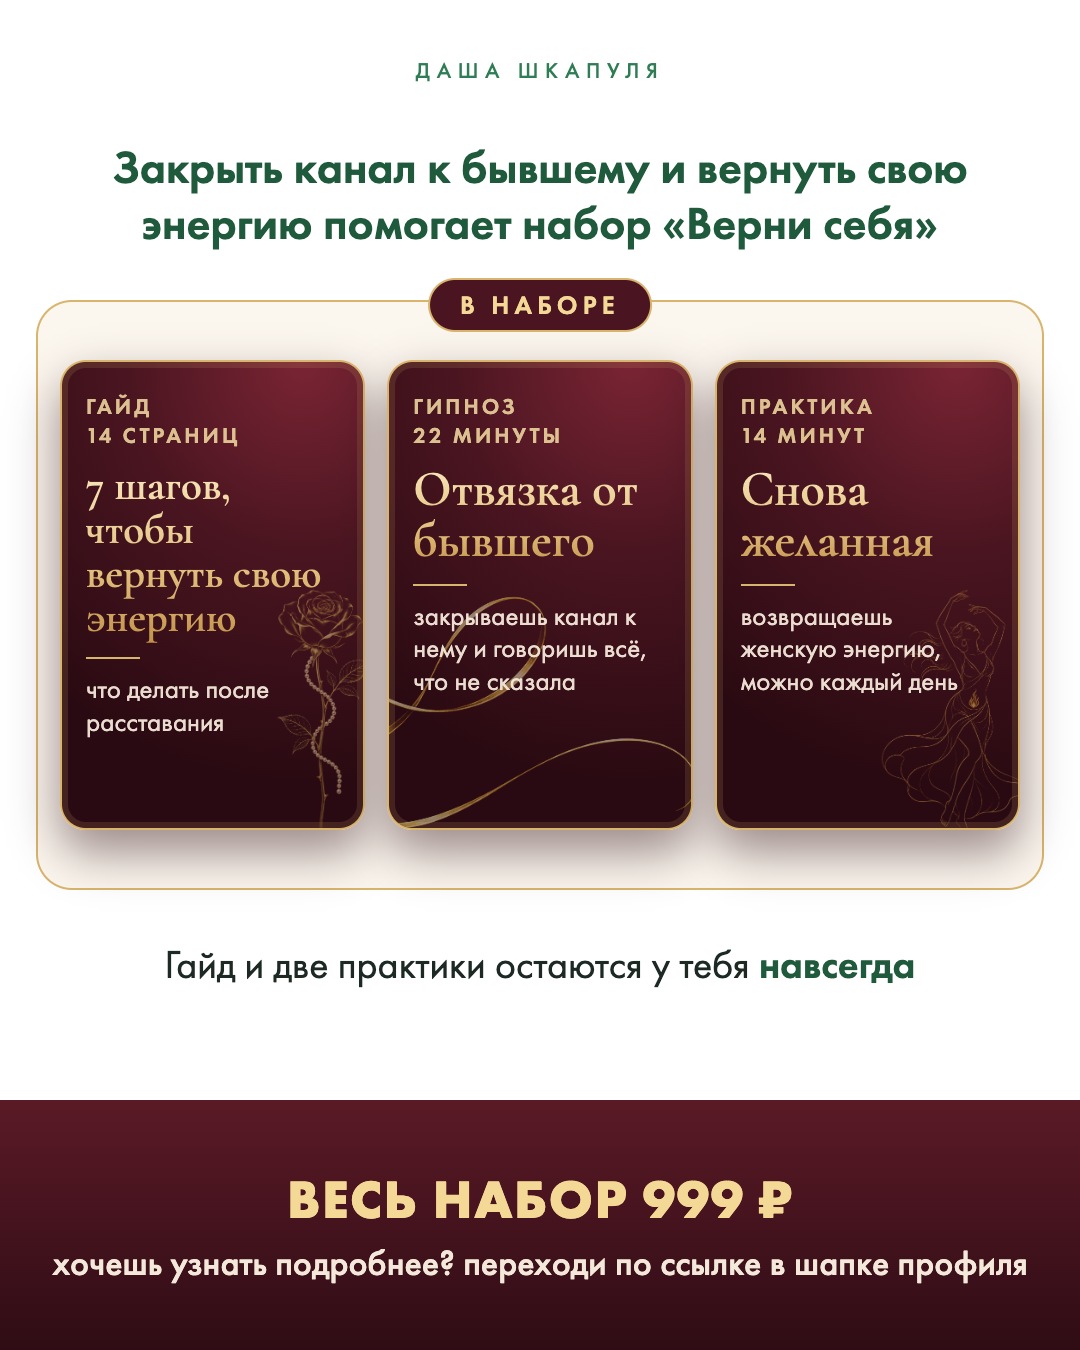 ДАША ШКАПУЛЯ
Закрыть канал к бывшему и вернуть свою
энергию помогает набор «Верни себя»
В НАБОРЕ
ГАЙД
14 СТРАНИЦ
7 шагов,
чтобы
вернуть свою
энергию
что делать после
расставания
ГИПНОЗ
22 МИНУТЫ
Отвязка от
бывшего
закрываешь канал к
нему и говоришь всё,
что не сказала
ПРАКТИКА
14 МИНУТ
Снова
желанная
возвращаешь
женскую энергию,
можно каждый день
Гайд и две практики остаются у тебя навсегда
ВЕСЬ НАБОР 999 ₽
хочешь узнать подробнее? переходи по ссылке в шапке профиля